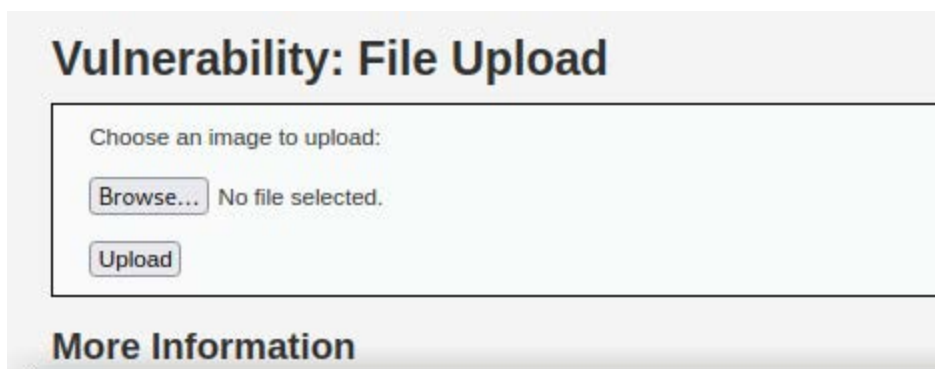 Vulnerability: File Upload
Choose an image to upload:
Browse... No file selected.
Upload
More Information